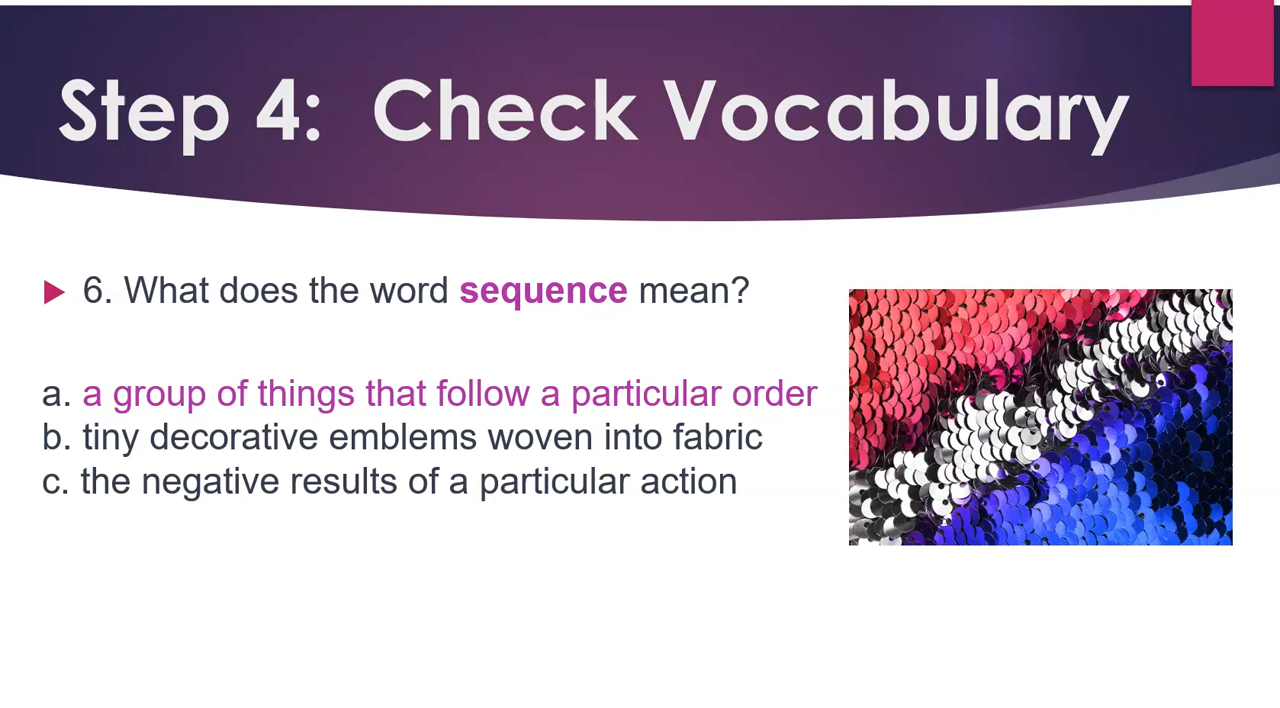 Step 4: Check Vocabulary
6. What does the word sequence mean?
a. a group of things that follow a particular order
b. tiny decorative emblems woven into fabric
c. the negative results of a particular action